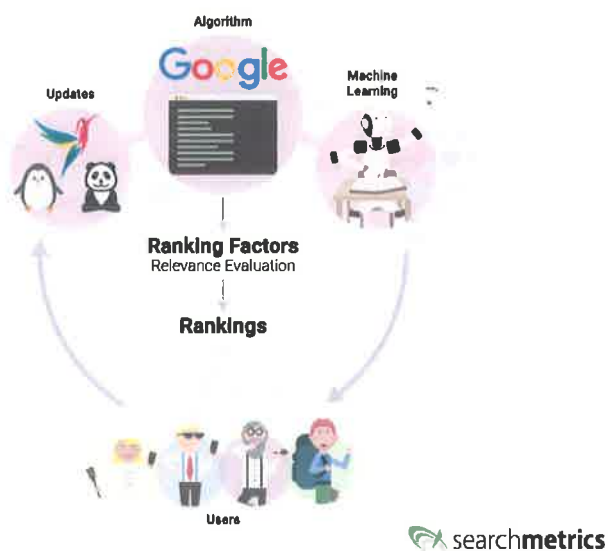 Algorithm
Google
Updates
Machine
Learning
Ranking Factors
Relevance Evaluation
Rankings
Users
searchmetrics